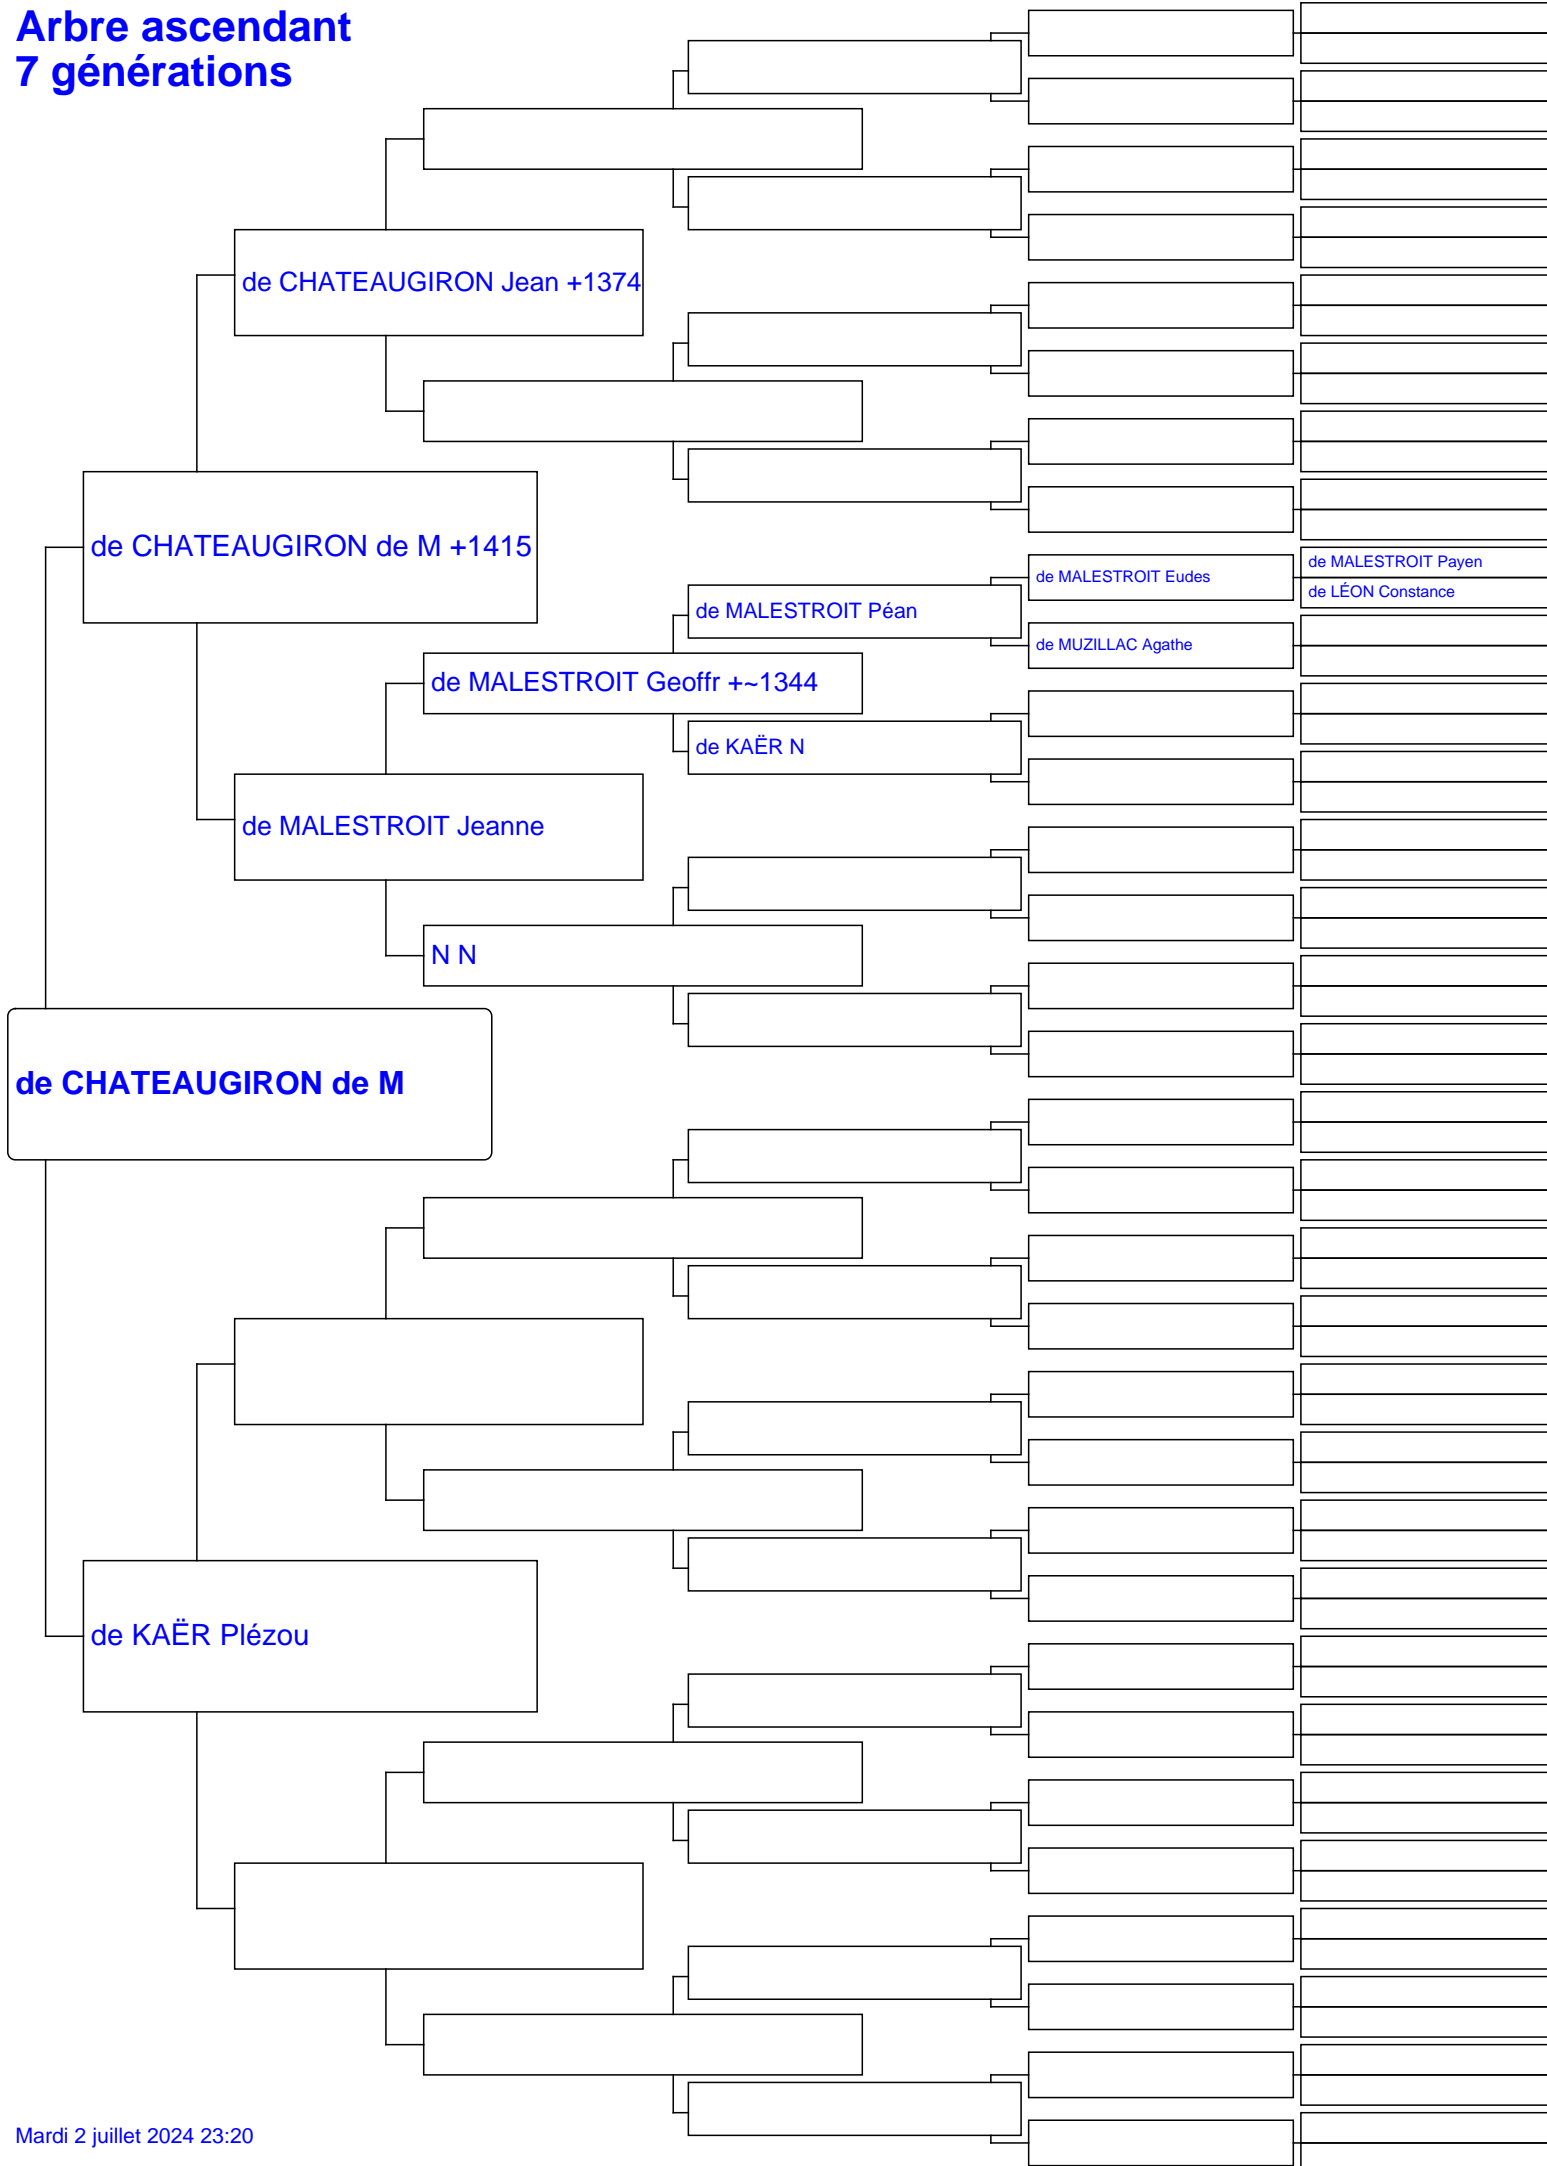 Arbre ascendant
7 générations
de CHATEAUGIRON Jean +1374
de CHATEAUGIRON de M +1415
de MALESTROIT Payen
de MALESTROIT Eudes
de LÉON Constance
de MALESTROIT Péan
de MUZILLAC Agathe
de MALESTROIT Geoffr +~1344
de KAËR N
de MALESTROIT Jeanne
N N
de CHATEAUGIRON de M
de KAËR Plézou
Mardi 2 juillet 2024 23:20